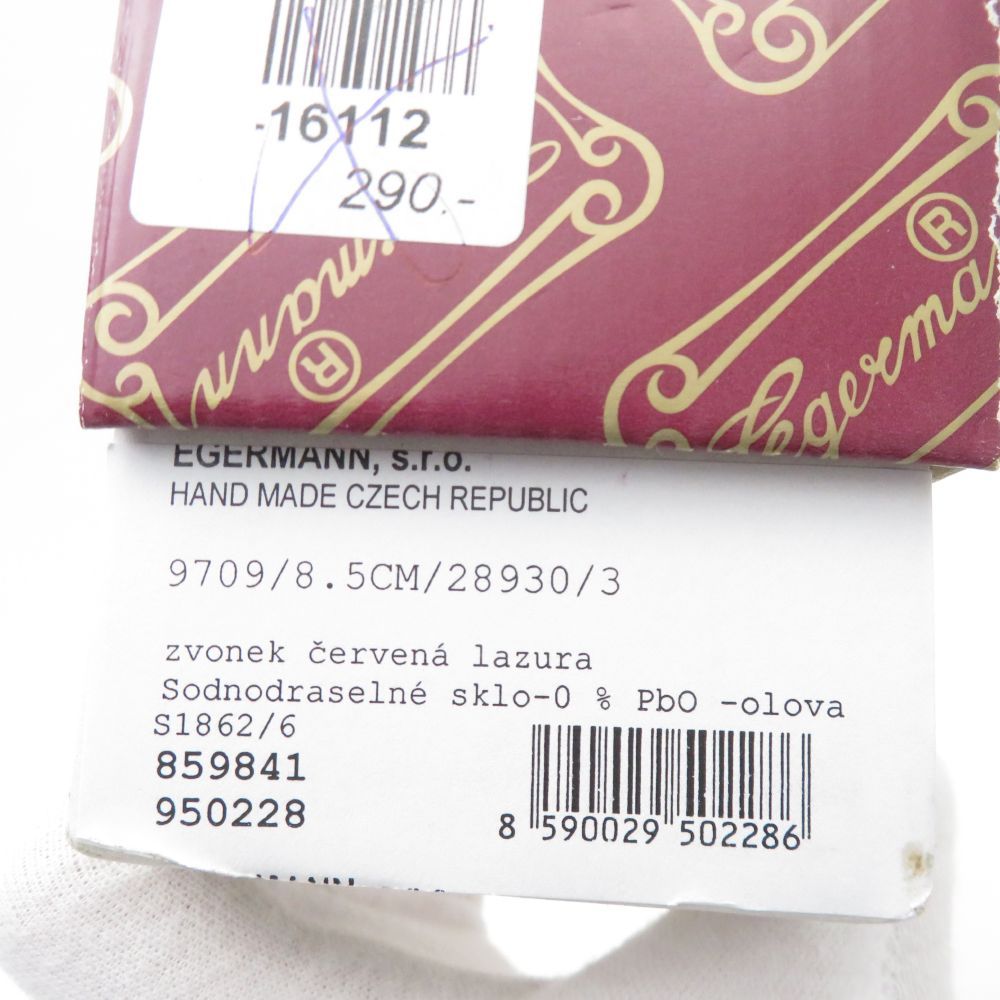 -16112
290.-
®
®
Egerma
EGERMANN, s.r.o.
HAND MADE CZECH REPUBLIC
9709/8.5CM/28930/3
zvonek červená lazura
Sodnodraselné sklo-0 % PbO -olova
S1862/6
859841
950228
8 590029 502286